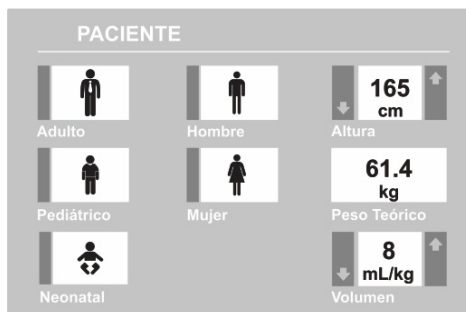 PACIENTE
Adulto
Hombre
165
cm
Altura
Pediátrico
Mujer
61.4
kg
Peso Teórico
Neonatal
8
mL/kg
Volumen